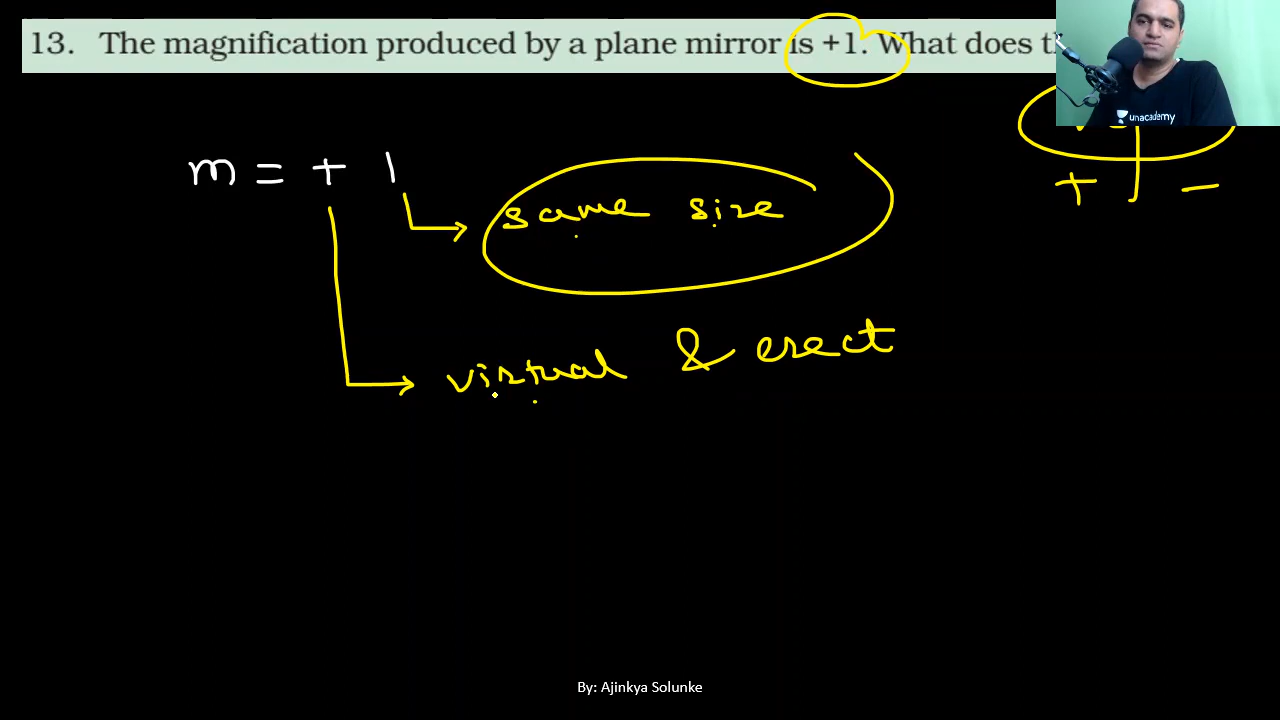 13. The magnification produced by a plane mirror is +1. What does
unacademy
m = + 1
+ −
same size
virtual & erect
By: Ajinkya Solunke